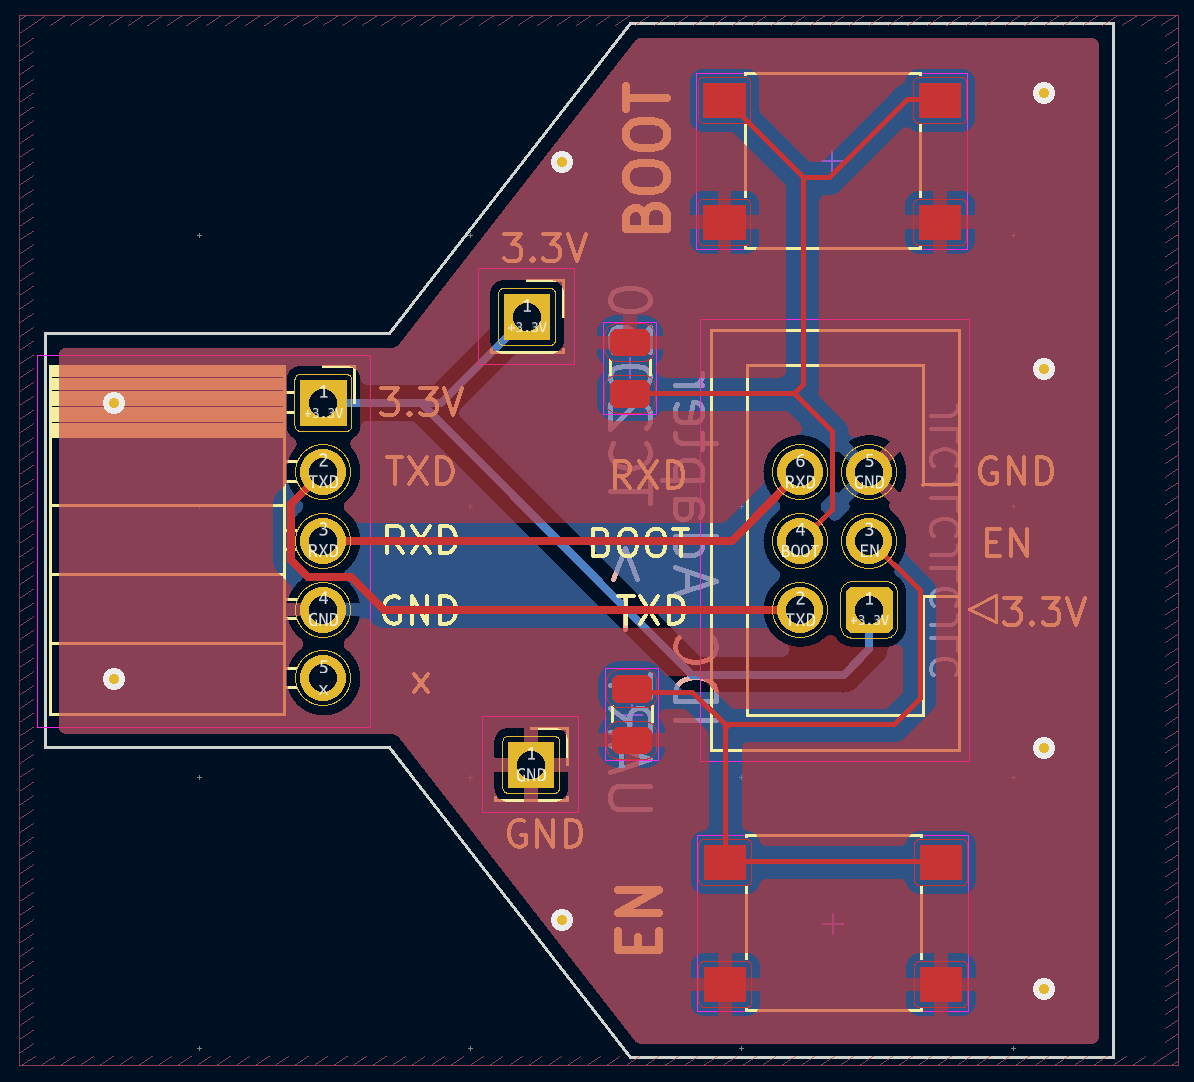 BOOT
3.3V
1
+3.3V
1
+3.3V
3.3V
2
TXD
TXD
RXD
6
RXD
5
GND
GND
3
RXD
RXD
BOOT
4
BOOT
3
EN
EN
4
GND
GND
TXD
2
TXD
1
+3.3V
3.3V
5
x
x
1
GND
GND
EN